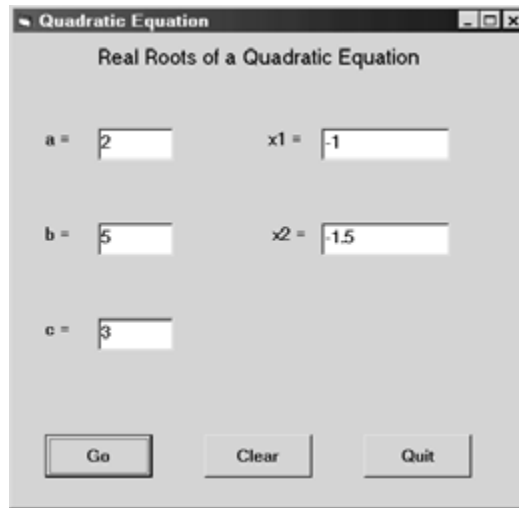 Quadratic Equation
Real Roots of a Quadratic Equation
a = 2 x1 = -1
b = 5 x2 = -1.5
c = 3
Go Clear Quit